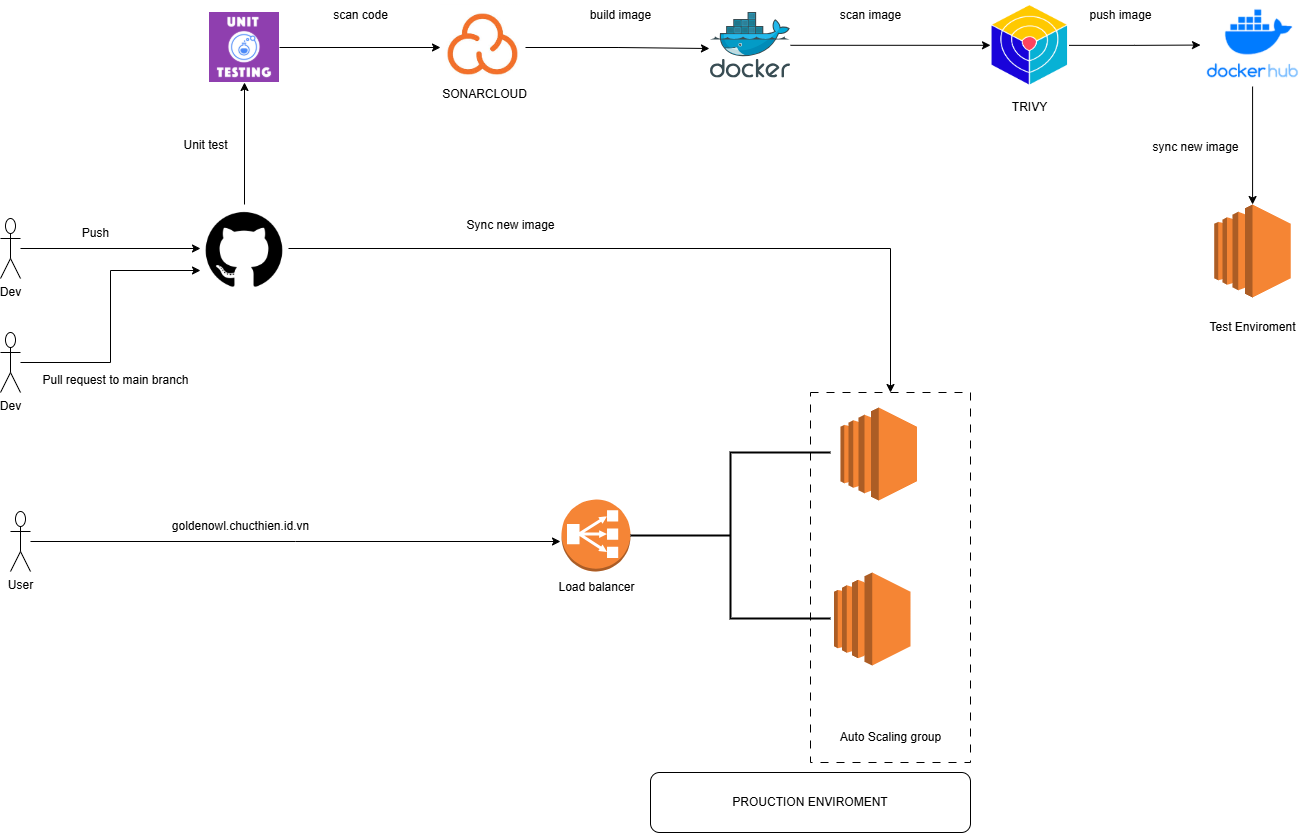 scan code
build image
scan image
push image
UNIT
TESTING
SONARCLOUD
docker
TRIVY
dockerhub
Unit test
sync new image
Push
Sync new image
Dev
Test Enviroment
Pull request to main branch
Dev
goldenowl.chucthien.id.vn
User
Load balancer
Auto Scaling group
PROUCTION ENVIROMENT